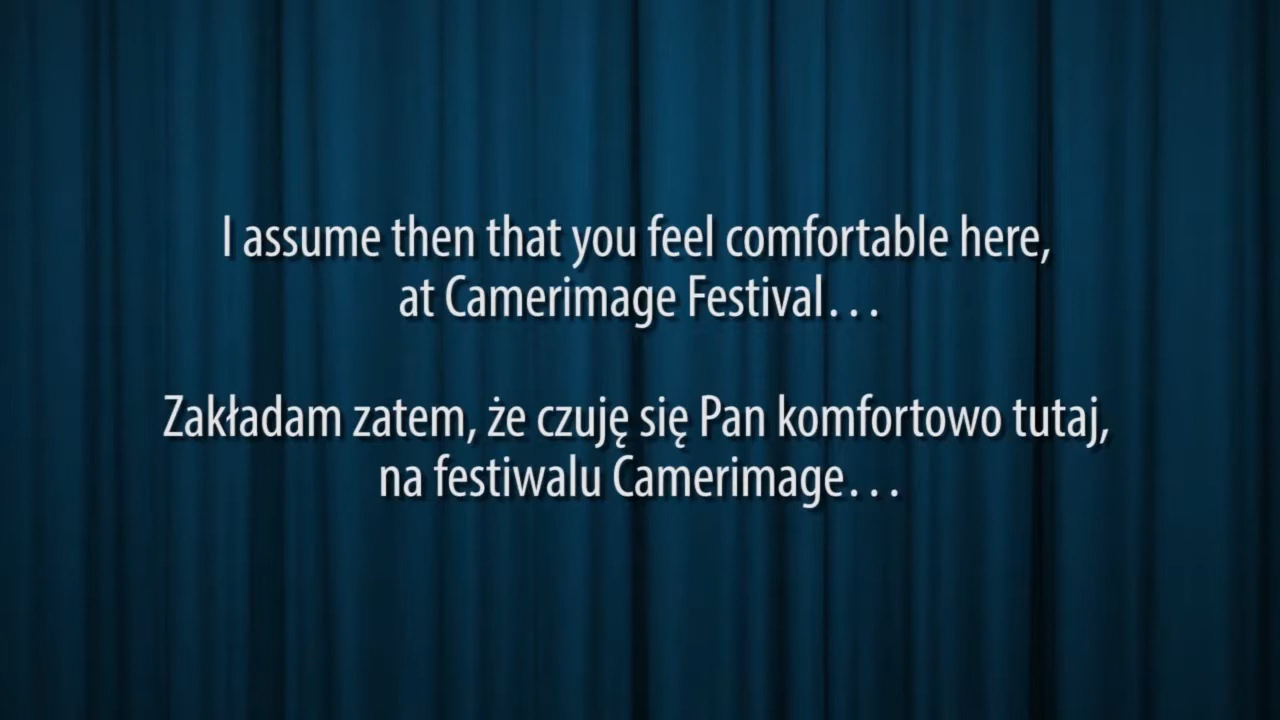 I assume then that you feel comfortable here,
at Camerimage Festival...
Zakładam zatem, że czuję się Pan komfortowo tutaj,
na festiwalu Camerimage...